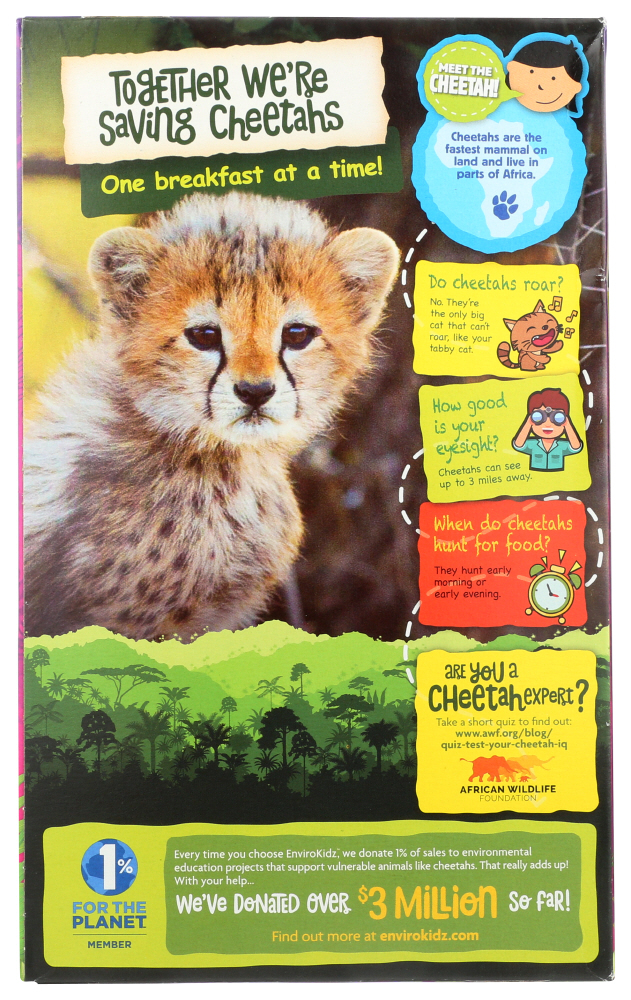 TOGETHER WE'RE
SAVING CHEETAHS
One breakfast at a time!
MEET THE
CHEETAH!
Cheetahs are the
fastest mammal on
land and live in
parts of Africa.
Do cheetahs roar?
No. They're
the only big
cat that can't
roar, like your
tabby cat.
How good
is your
eyesight?
Cheetahs can see
up to 3 miles away.
When do cheetahs
hunt for food?
They hunt early
morning or
early evening.
ARE YOU A
CHEETAH EXPERT?
Take a short quiz to find out:
www.awf.org/blog/
quiz-test-your-cheetah-iq
AFRICAN WILDLIFE
FOUNDATION
1%
FOR THE
PLANET
MEMBER
Every time you choose EnviroKidz, we donate 1% of sales to environmental
education projects that support vulnerable animals like cheetahs. That really adds up!
With your help...
WE'VE DONATED OVER $3 MILLION SO FAR!
Find out more at envirokidz.com